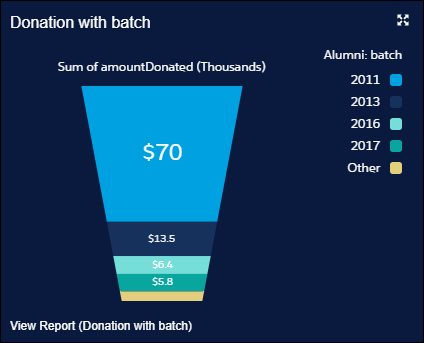 Donation with batch
Sum of amountDonated (Thousands)
Alumni: batch
2011
2013
2016
2017
Other
$70
$13.5
$6.4
$5.8
View Report (Donation with batch)